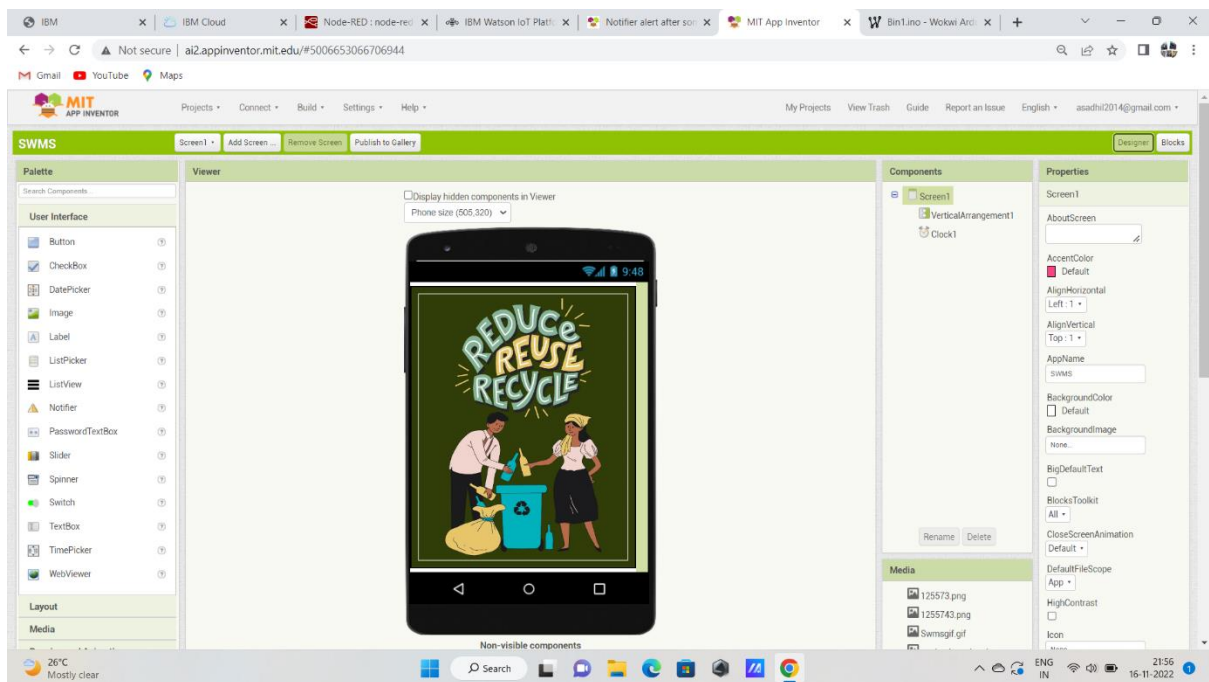 IBM
IBM Cloud
Node-RED : node-red
IBM Watson IoT Platfo
Notifier alert after son
MIT App Inventor
Bin1.ino - Wokwi Ardu
Not secure
ai2.appinventor.mit.edu/#5006653066706944
Gmail
YouTube
Maps
MIT
APP INVENTOR
Projects
Connect
Build
Settings
Help
My Projects
View Trash
Guide
Report an Issue
English
asadhil2014@gmail.com
SWMS
Screen1
Add Screen ...
Remove Screen
Publish to Gallery
Designer
Blocks
Palette
Search Components...
User Interface
Button
CheckBox
DatePicker
Image
Label
ListPicker
ListView
Notifier
PasswordTextBox
Slider
Spinner
Switch
TextBox
TimePicker
WebViewer
Layout
Media
Viewer
Display hidden components in Viewer
Phone size (505,320)
9:48
REDUCe
REUSE
RECYCLE
Non-visible components
Components
Screen1
VerticalArrangement1
Clock1
Rename
Delete
Media
125573.png
1255743.png
Swmsgif.gif
Properties
Screen1
AboutScreen
AccentColor
Default
AlignHorizontal
Left : 1
AlignVertical
Top : 1
AppName
SWMS
BackgroundColor
Default
BackgroundImage
None...
BigDefaultText
BlocksToolkit
All
CloseScreenAnimation
Default
DefaultFileScope
App
HighContrast
Icon
26°C
Mostly clear
Search
ENG
IN
21:56
16-11-2022
1